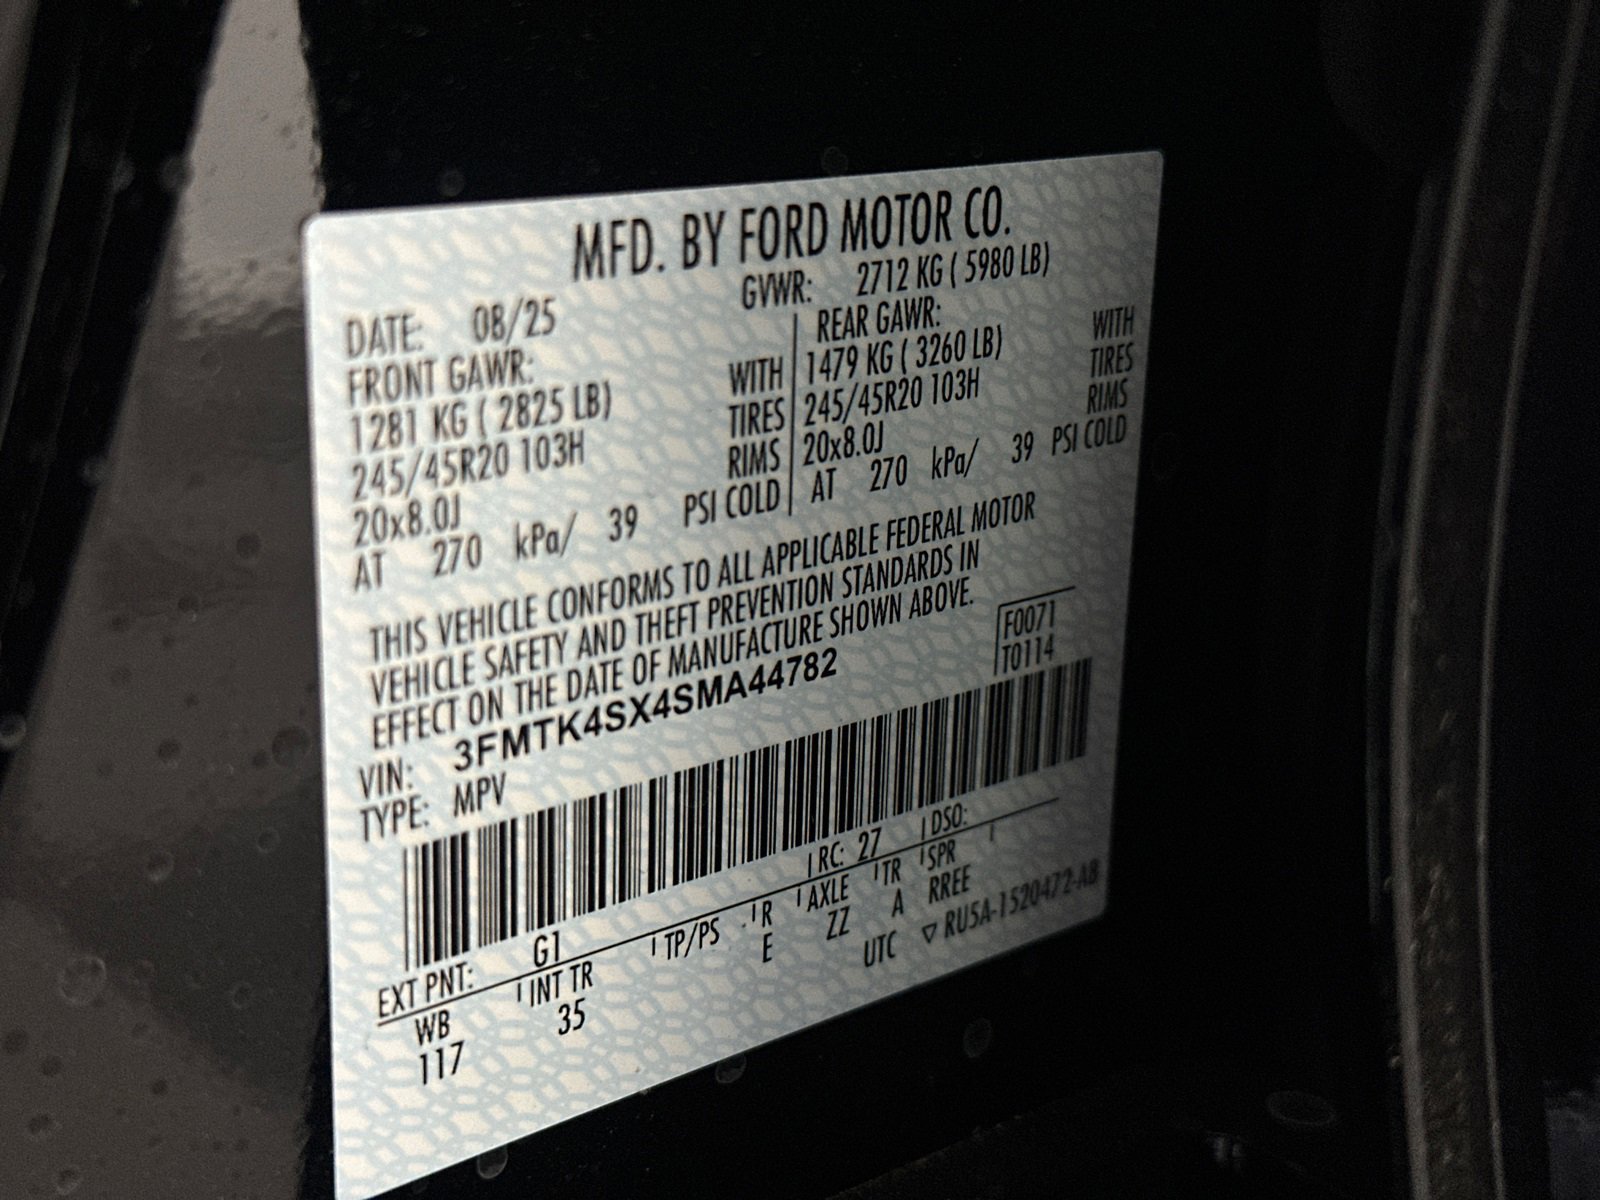 MFD. BY FORD MOTOR CO.
DATE: 08/25 GVWR: 2712 KG ( 5980 LB)
FRONT GAWR: REAR GAWR:
1281 KG ( 2825 LB) WITH 1479 KG ( 3260 LB) WITH
245/45R20 103H TIRES 245/45R20 103H TIRES
20x8.0J RIMS 20x8.0J RIMS
AT 270 kPa/ 39 PSI COLD AT 270 kPa/ 39 PSI COLD
THIS VEHICLE CONFORMS TO ALL APPLICABLE FEDERAL MOTOR
VEHICLE SAFETY AND THEFT PREVENTION STANDARDS IN
EFFECT ON THE DATE OF MANUFACTURE SHOWN ABOVE.
VIN: 3FMTK4SX4SMA44782 F0071
TYPE: MPV T0114
EXT PNT: G1 RC: 27 DSO:
WB INT TR TP/PS R AXLE TR SPR
117 35 E ZZ A RREE
UTC ▽ RU5A-1520472-AB